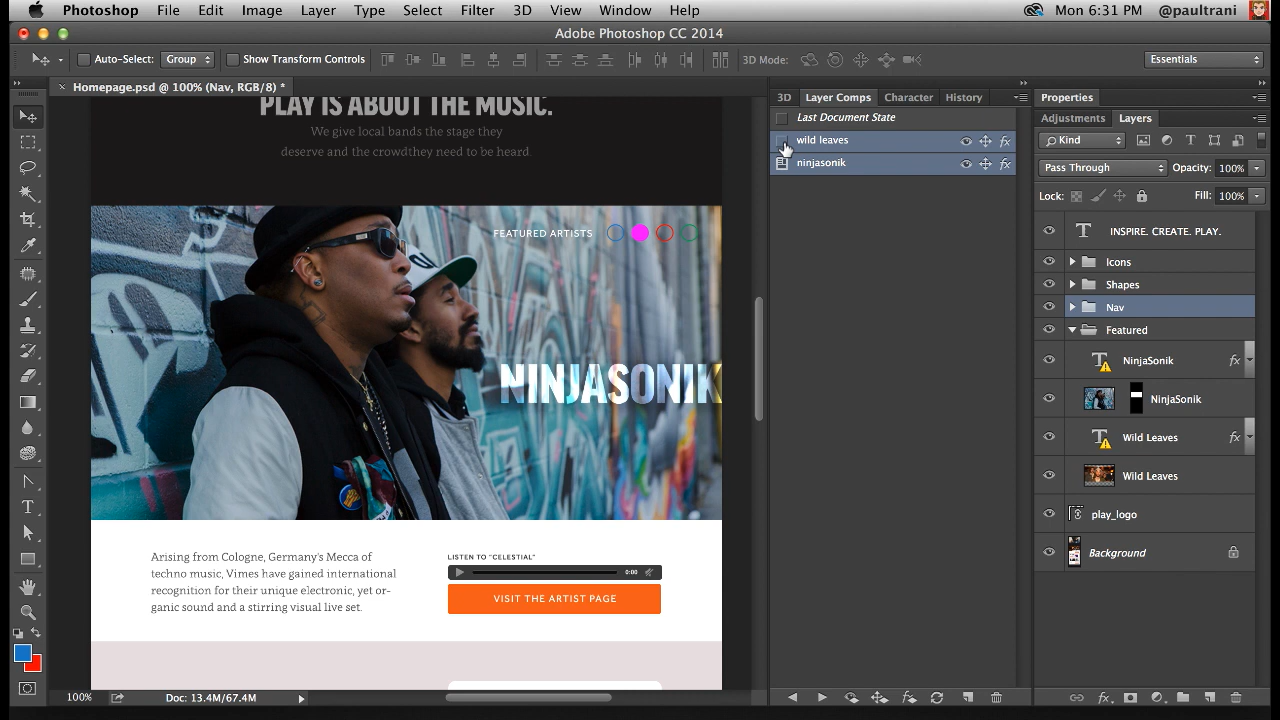 Photoshop File Edit Image Layer Type Select Filter 3D View Window Help Mon 6:31 PM @paultrani
Adobe Photoshop CC 2014
Auto-Select: Group Show Transform Controls 3D Mode: Essentials
Homepage.psd @ 100% (Nav, RGB/8) *
3D Layer Comps Character History
Last Document State
wild leaves
ninjasonik
Properties
Adjustments Layers
Kind
Pass Through Opacity: 100%
Lock: Fill: 100%
INSPIRE. CREATE. PLAY.
Icons
Shapes
Nav
Featured
NinjaSonik fx
NinjaSonik
Wild Leaves fx
Wild Leaves
play_logo
Background
PLAY IS ABOUT THE MUSIC.
We give local bands the stage they
deserve and the crowdthey need to be heard.
FEATURED ARTISTS
NINJASONIK
Arising from Cologne, Germany's Mecca of
techno music, Vimes have gained international
recognition for their unique electronic, yet or-
ganic sound and a stirring visual live set.
LISTEN TO "CELESTIAL"
0:00
VISIT THE ARTIST PAGE
100% Doc: 13.4M/67.4M